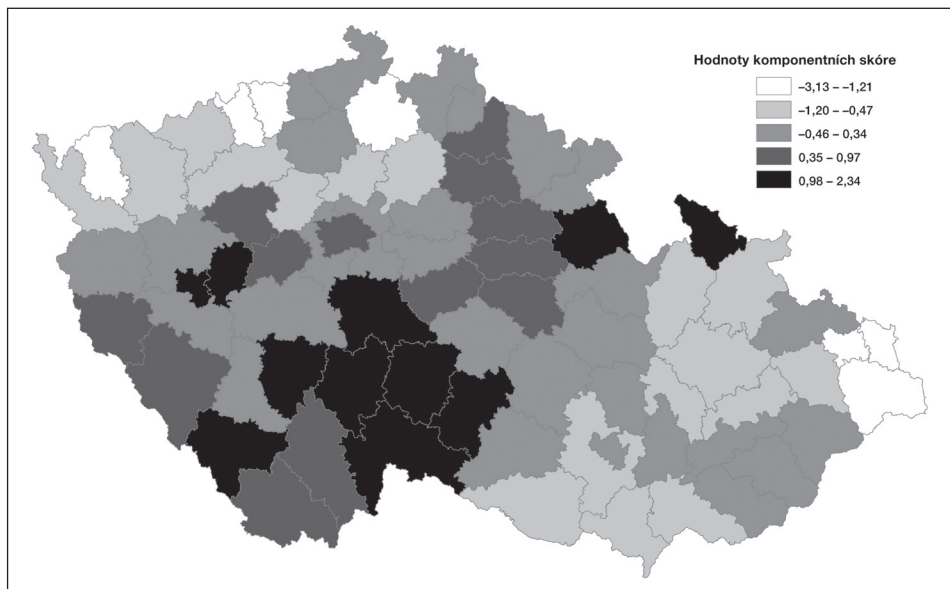 Hodnoty komponentních skóre
–3,13 – –1,21
–1,20 – –0,47
–0,46 – 0,34
0,35 – 0,97
0,98 – 2,34